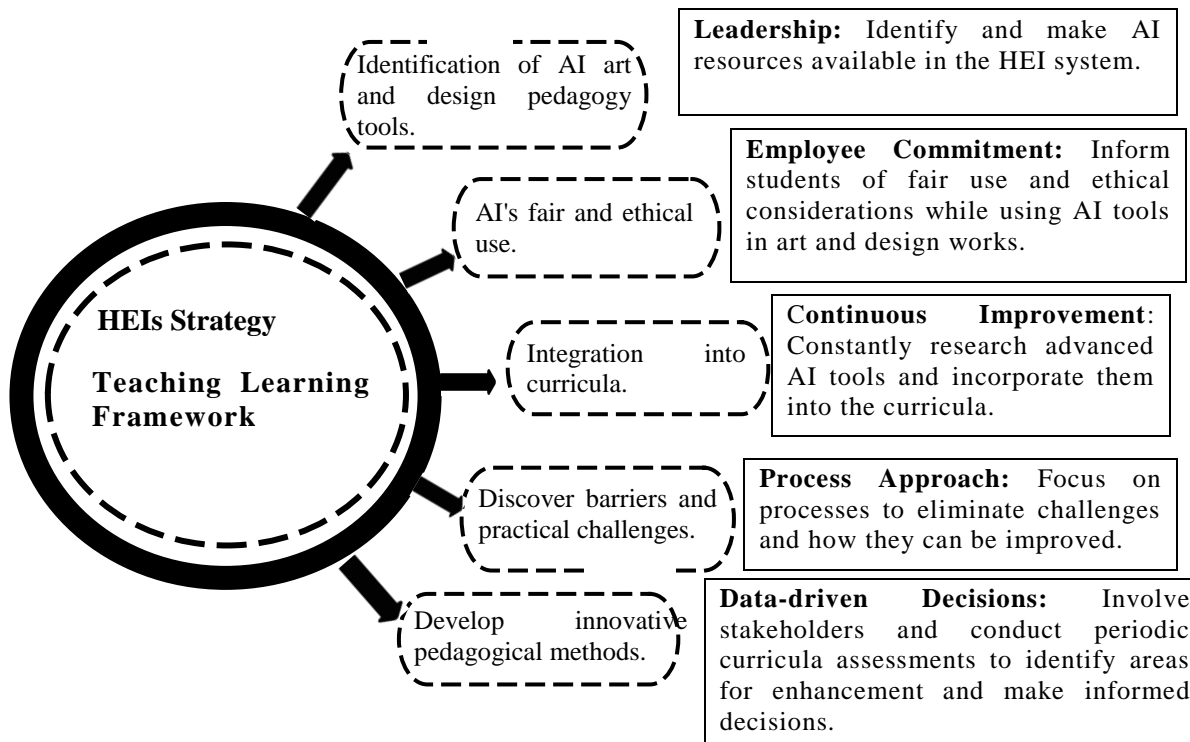 Identification of AI art
and design pedagogy
tools.
Leadership: Identify and make AI
resources available in the HEI system.
AI's fair and ethical
use.
Employee Commitment: Inform
students of fair use and ethical
considerations while using AI tools
in art and design works.
HEIs Strategy
Teaching Learning
Framework
Integration into
curricula.
Continuous Improvement:
Constantly research advanced
AI tools and incorporate them
into the curricula.
Discover barriers and
practical challenges.
Process Approach: Focus on
processes to eliminate challenges
and how they can be improved.
Develop innovative
pedagogical methods.
Data-driven Decisions: Involve
stakeholders and conduct periodic
curricula assessments to identify areas
for enhancement and make informed
decisions.